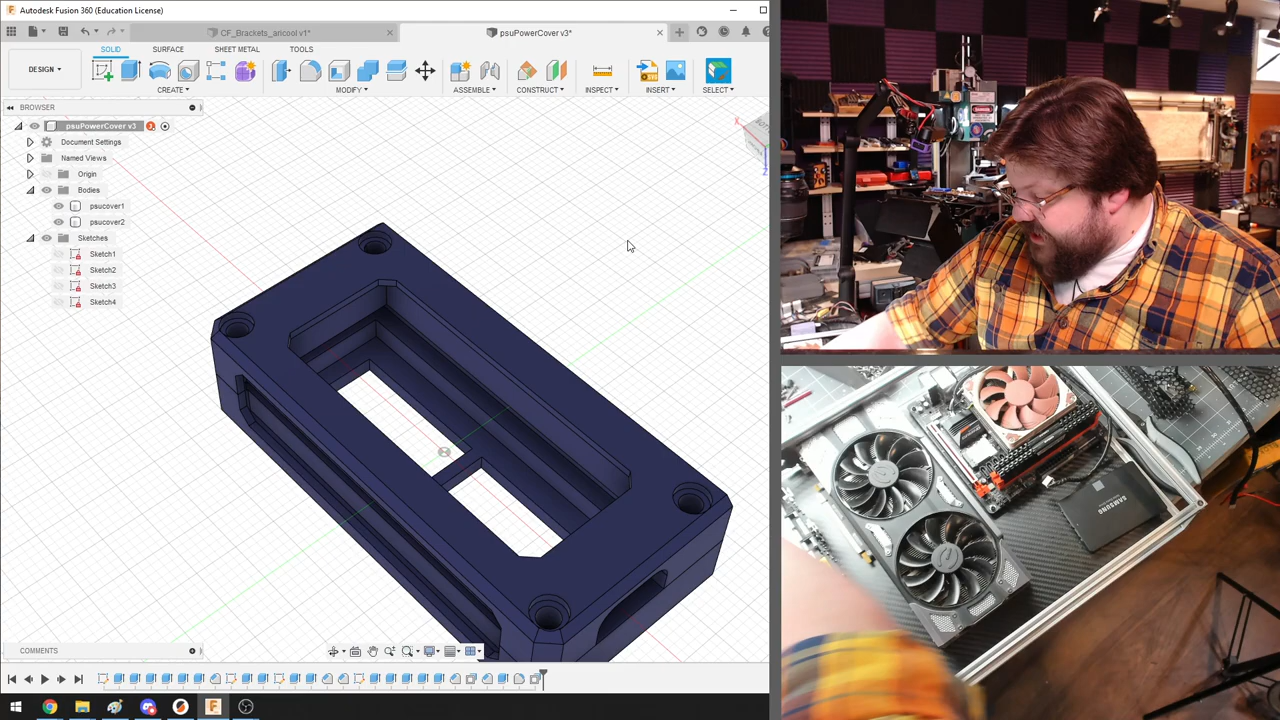 Autodesk Fusion 360 (Education License)
CF_Brackets_aricool v1*
psuPowerCover v3*
SOLID
SURFACE
SHEET METAL
TOOLS
DESIGN
CREATE
MODIFY
ASSEMBLE
CONSTRUCT
INSPECT
INSERT
SELECT
BROWSER
psuPowerCover v3
Document Settings
Named Views
Origin
Bodies
psucover1
psucover2
Sketches
Sketch1
Sketch2
Sketch3
Sketch4
COMMENTS
SAMSUNG